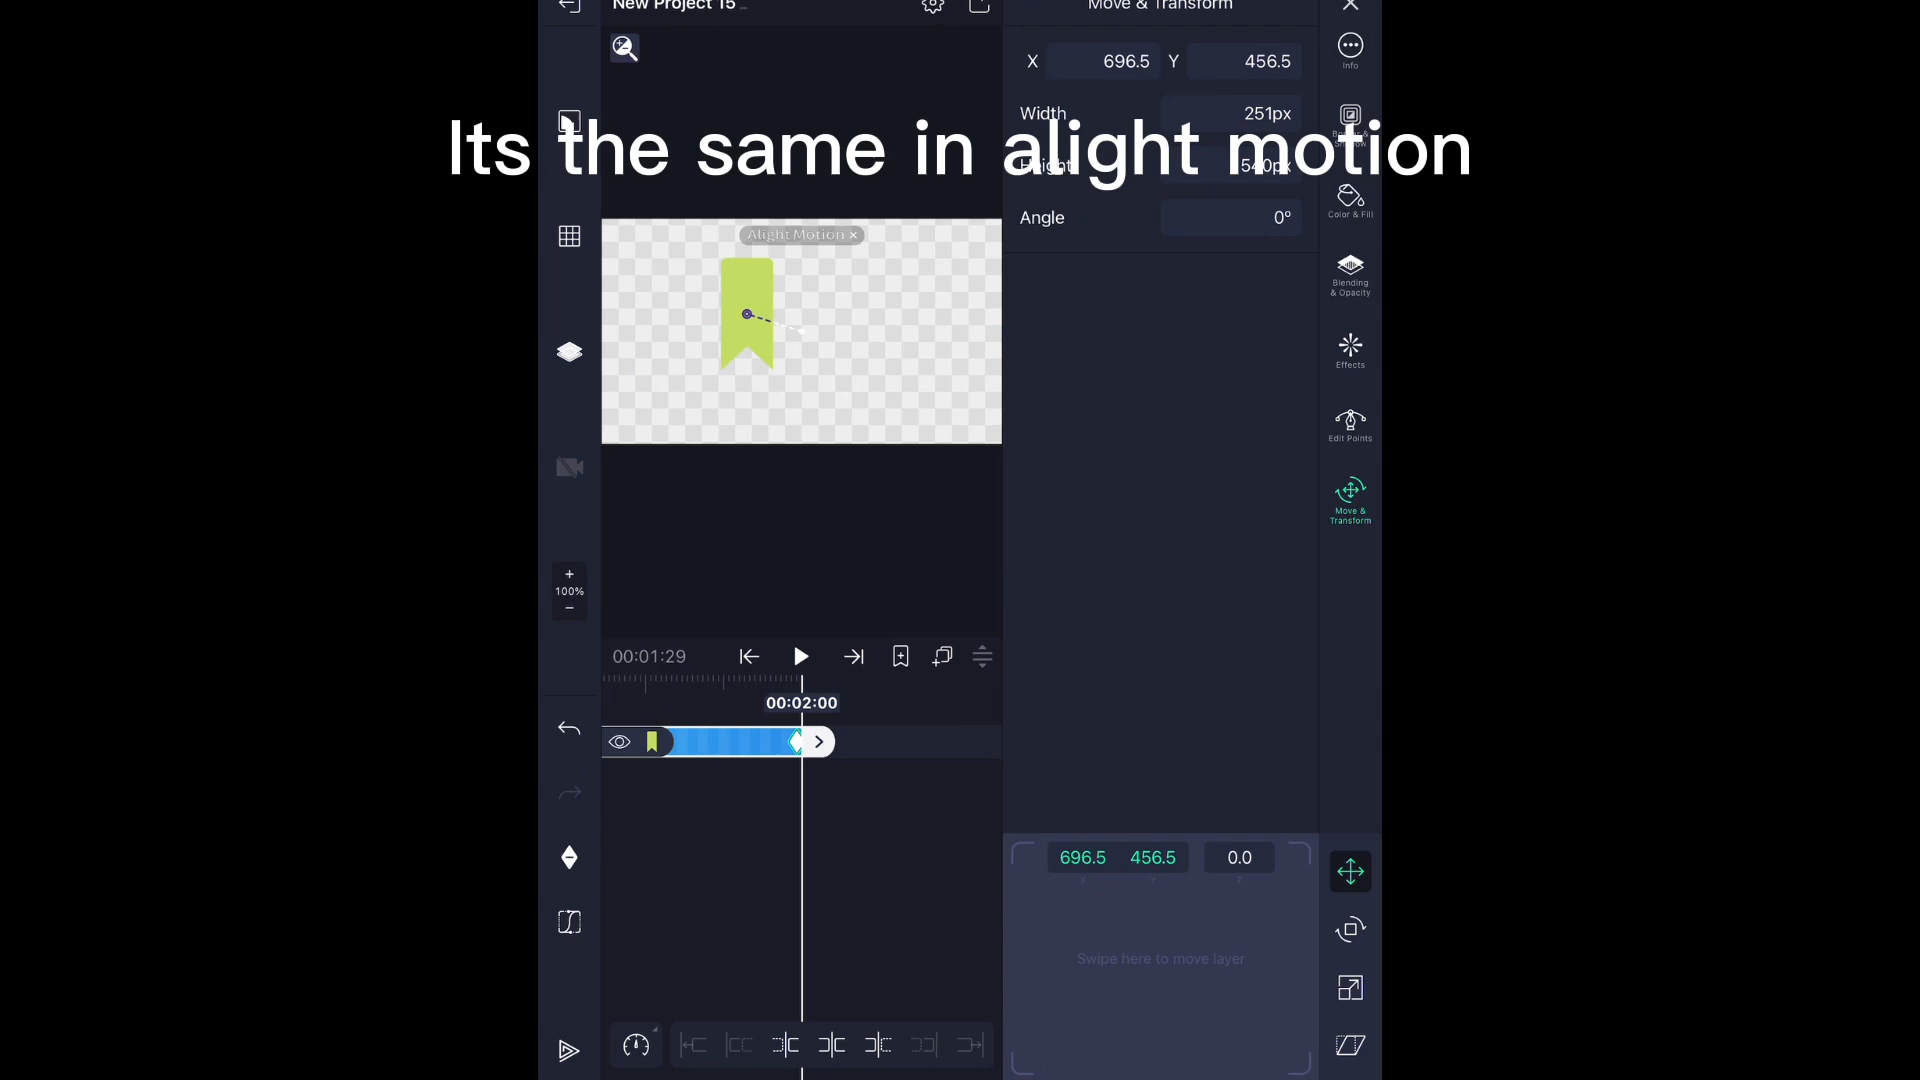 New Project 15
Move & Transform
X 696.5 Y 456.5
Info
Width 251px
Its the same in alight motion
Height 540px
Color & Fill
Angle 0°
Alight Motion ×
Blending
& Opacity
Effects
Edit Points
Move &
Transform
+
100%
−
00:01:29
00:02:00
696.5 456.5 0.0
X Y Z
Swipe here to move layer